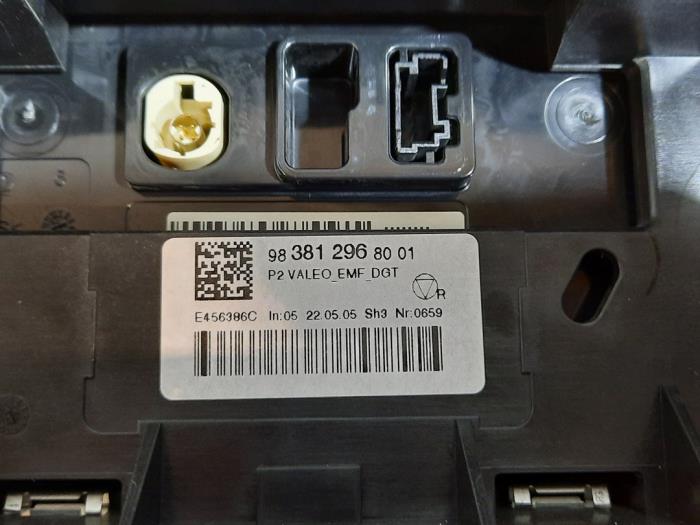 98 381 296 80 01
P2 VALEO_EMF_DGT
R
E456386C In:05 22.05.05 Sh3 Nr:0659